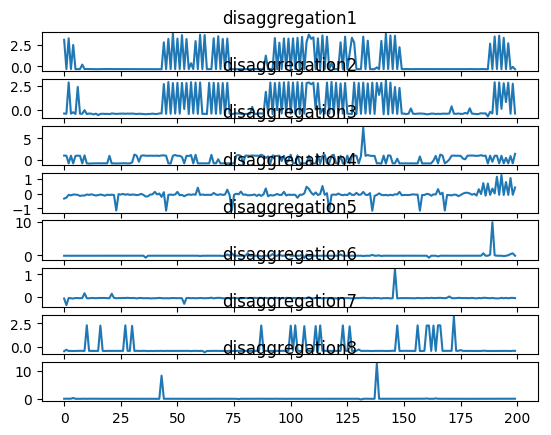 disaggregation1
2.5
0.0
disaggregation2
2.5
0.0
disaggregation3
5
0
disaggregation4
1
0
−1
disaggregation5
10
0
disaggregation6
1
0
disaggregation7
2.5
0.0
disaggregation8
10
0
0 25 50 75 100 125 150 175 200